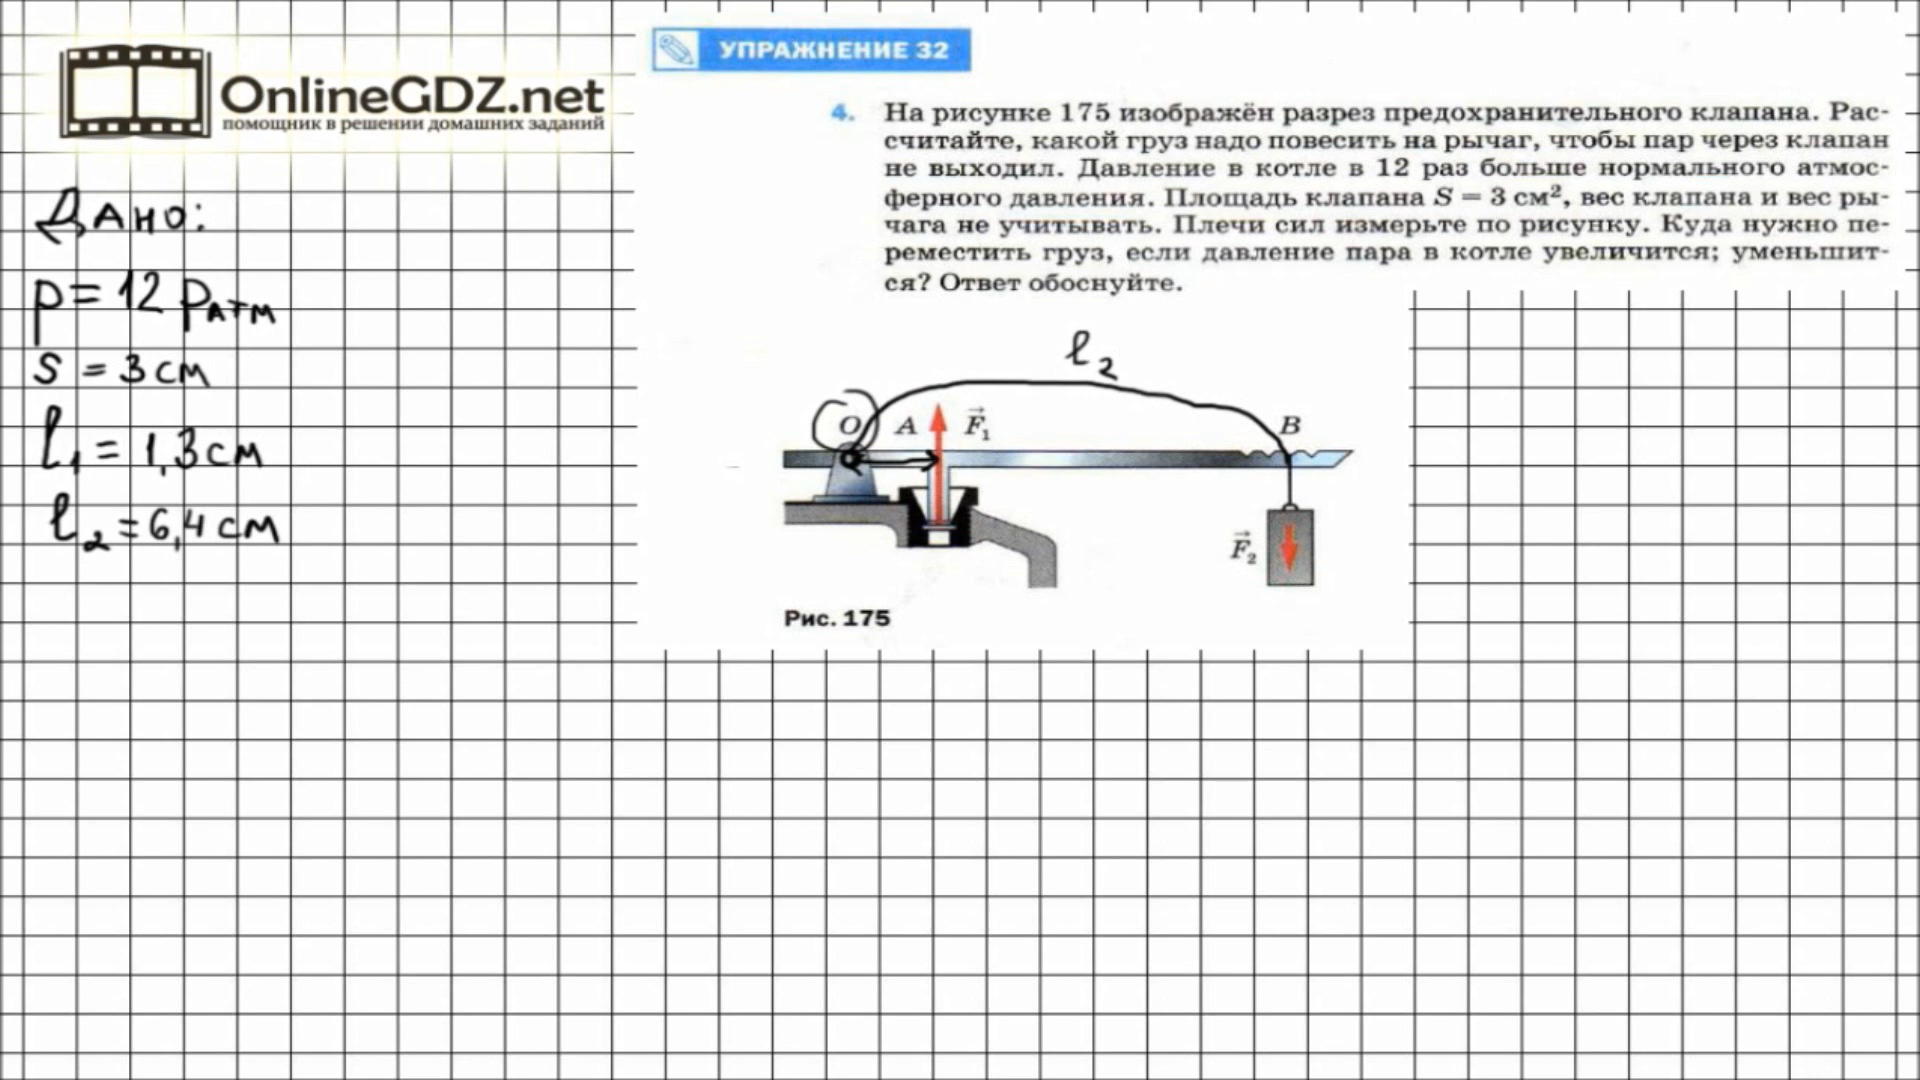 OnlineGDZ.net
помощник в решении домашних заданий
УПРАЖНЕНИЕ 32
4. На рисунке 175 изображён разрез предохранительного клапана. Рас-
считайте, какой груз надо повесить на рычаг, чтобы пар через клапан
не выходил. Давление в котле в 12 раз больше нормального атмос-
ферного давления. Площадь клапана S = 3 см², вес клапана и вес ры-
чага не учитывать. Плечи сил измерьте по рисунку. Куда нужно пе-
реместить груз, если давление пара в котле увеличится; уменьшит-
ся? Ответ обоснуйте.
Дано:
p = 12 pатм
S = 3 см
l₁ = 1,3 см
l₂ = 6,4 см
l₂
O A F⃗₁ B
F⃗₂
Рис. 175